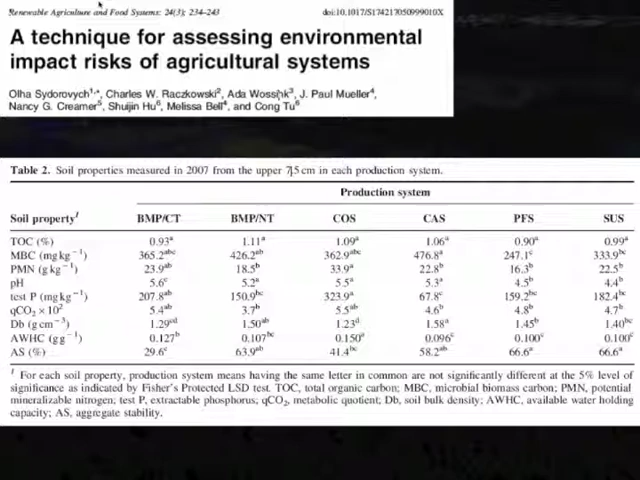 Renewable Agriculture and Food Systems: 24(3); 234–243 doi:10.1017/S174217050999010X
A technique for assessing environmental
impact risks of agricultural systems
Olha Sydorovych1,*, Charles W. Raczkowski2, Ada Wossink3, J. Paul Mueller4,
Nancy G. Creamer5, Shuijin Hu6, Melissa Bell4, and Cong Tu6
Table 2. Soil properties measured in 2007 from the upper 7.5 cm in each production system.
Production system
Soil property1 BMP/CT BMP/NT COS CAS PFS SUS
TOC (%) 0.93a 1.11a 1.09a 1.06a 0.90a 0.99a
MBC (mg kg−1) 365.2abc 426.2ab 362.9abc 476.8a 247.1c 333.9bc
PMN (g kg−1) 23.9ab 18.5b 33.9a 22.8b 16.3b 22.5b
pH 5.6c 5.2a 5.5a 5.3a 4.5b 4.4b
test P (mg kg−1) 207.8ab 150.9bc 323.9a 67.8c 159.2bc 182.4bc
qCO2 × 102 5.4ab 3.7b 5.5ab 4.6b 4.8b 4.7b
Db (g cm−3) 1.29cd 1.50ab 1.23d 1.58a 1.45b 1.40bc
AWHC (g g−1) 0.127b 0.107bc 0.150a 0.096c 0.100c 0.100c
AS (%) 29.6c 63.9ab 41.4bc 58.2ab 66.6a 66.6a
1 For each soil property, production system means having the same letter in common are not significantly different at the 5% level of
significance as indicated by Fisher's Protected LSD test. TOC, total organic carbon; MBC, microbial biomass carbon; PMN, potential
mineralizable nitrogen; test P, extractable phosphorus; qCO2, metabolic quotient; Db, soil bulk density; AWHC, available water holding
capacity; AS, aggregate stability.